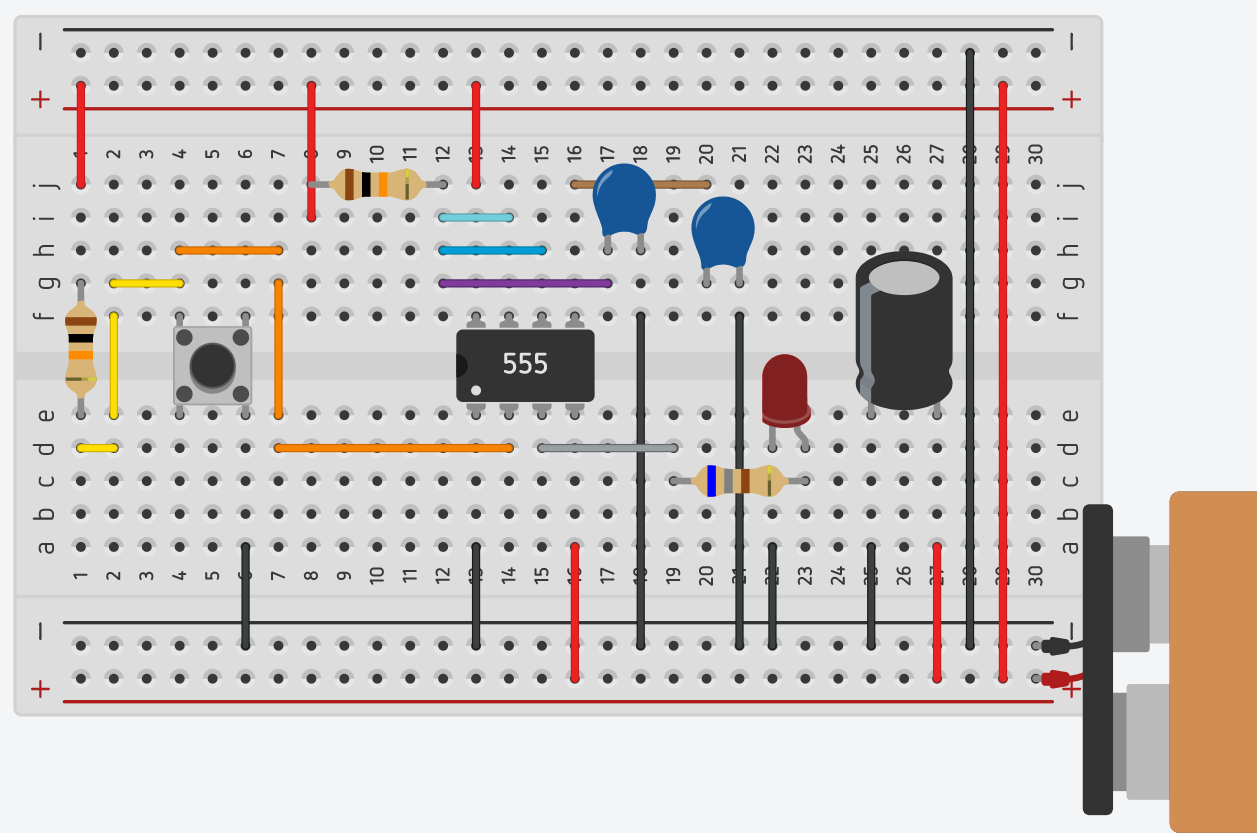 − −
+ +
1 2 3 4 5 6 7 8 9 10 11 12 13 14 15 16 17 18 19 20 21 22 23 24 25 26 27 28 29 30
j j
i i
h h
g g
f f
555
e e
d d
c c
b b
a a
1 2 3 4 5 6 7 8 9 10 11 12 13 14 15 16 17 18 19 20 21 22 23 24 25 26 27 28 29 30
− −
+ +